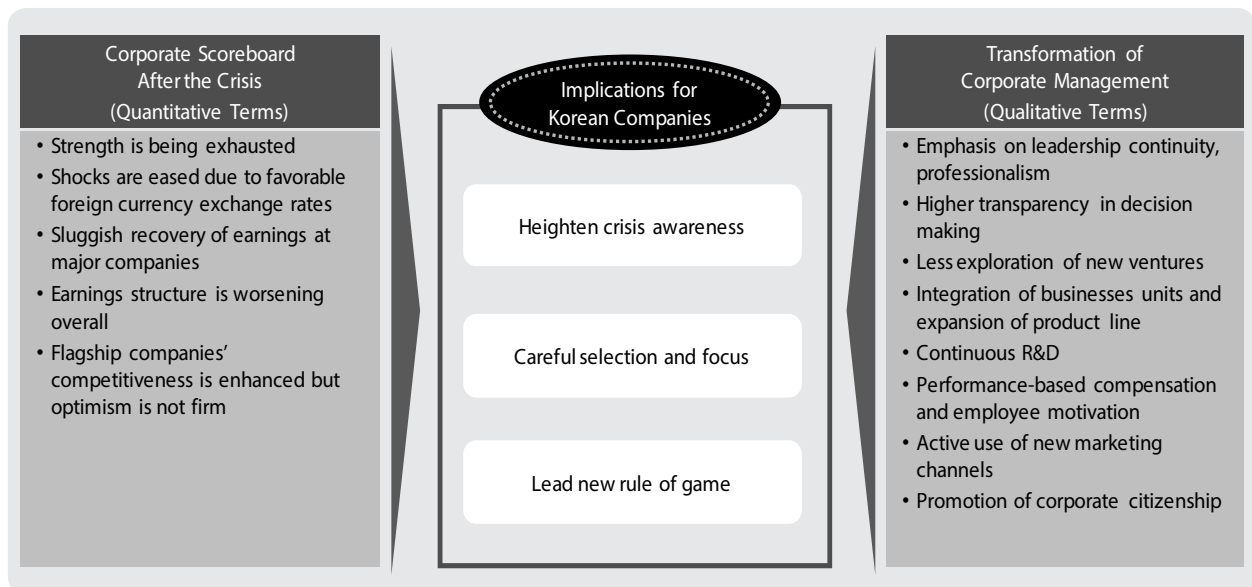 Corporate Scoreboard
After the Crisis
(Quantitative Terms)
• Strength is being exhausted
• Shocks are eased due to favorable
foreign currency exchange rates
• Sluggish recovery of earnings at
major companies
• Earnings structure is worsening
overall
• Flagship companies’
competitiveness is enhanced but
optimism is not firm
Implications for
Korean Companies
Heighten crisis awareness
Careful selection and focus
Lead new rule of game
Transformation of
Corporate Management
(Qualitative Terms)
• Emphasis on leadership continuity,
professionalism
• Higher transparency in decision
making
• Less exploration of new ventures
• Integration of businesses units and
expansion of product line
• Continuous R&D
• Performance-based compensation
and employee motivation
• Active use of new marketing
channels
• Promotion of corporate citizenship